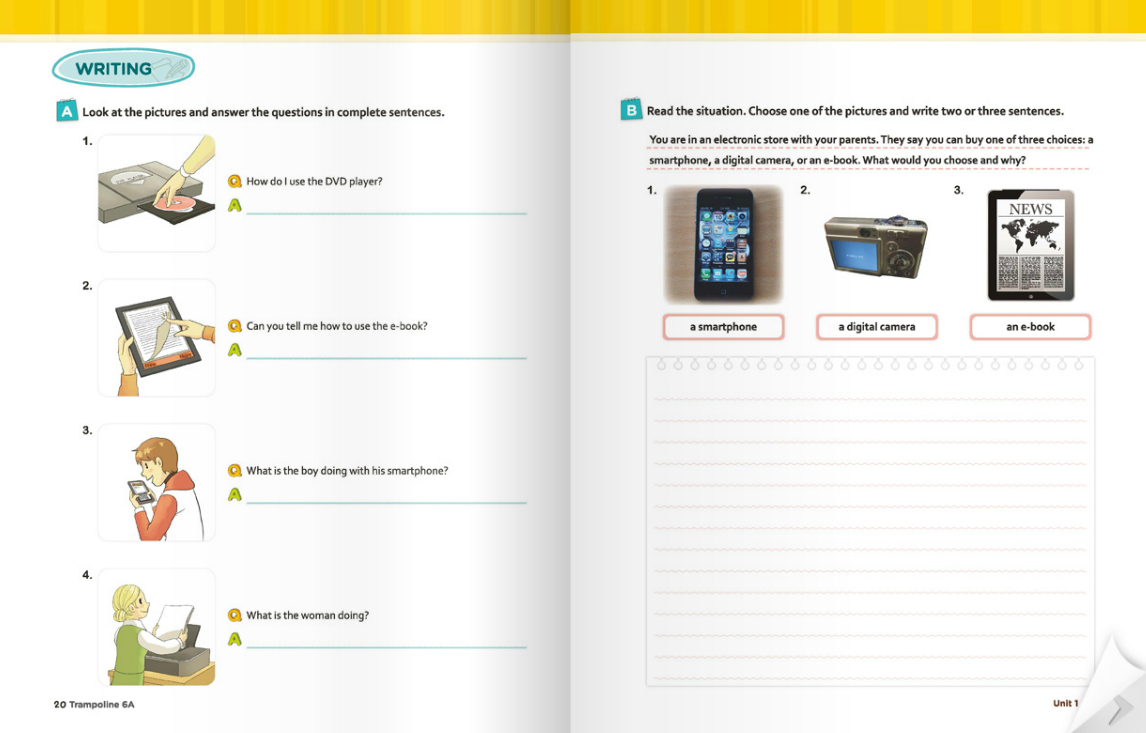 WRITING
A Look at the pictures and answer the questions in complete sentences.
1.
Q How do I use the DVD player?
A
2.
Q Can you tell me how to use the e-book?
A
3.
Q What is the boy doing with his smartphone?
A
4.
Q What is the woman doing?
A
20 Trampoline 6A
B Read the situation. Choose one of the pictures and write two or three sentences.
You are in an electronic store with your parents. They say you can buy one of three choices: a
smartphone, a digital camera, or an e-book. What would you choose and why?
1.
2.
3.
NEWS
a smartphone
a digital camera
an e-book
Unit 1